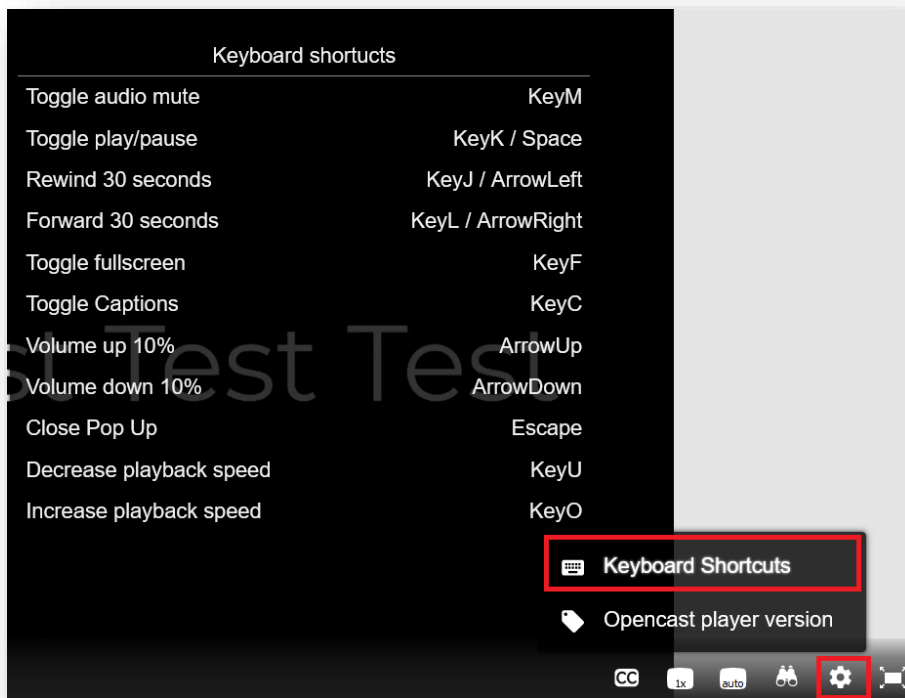 Keyboard shortucts
Toggle audio mute KeyM
Toggle play/pause KeyK / Space
Rewind 30 seconds KeyJ / ArrowLeft
Forward 30 seconds KeyL / ArrowRight
Toggle fullscreen KeyF
Toggle Captions KeyC
st Test Test
Volume up 10% ArrowUp
Volume down 10% ArrowDown
Close Pop Up Escape
Decrease playback speed KeyU
Increase playback speed KeyO
Keyboard Shortcuts
Opencast player version
CC 1x auto